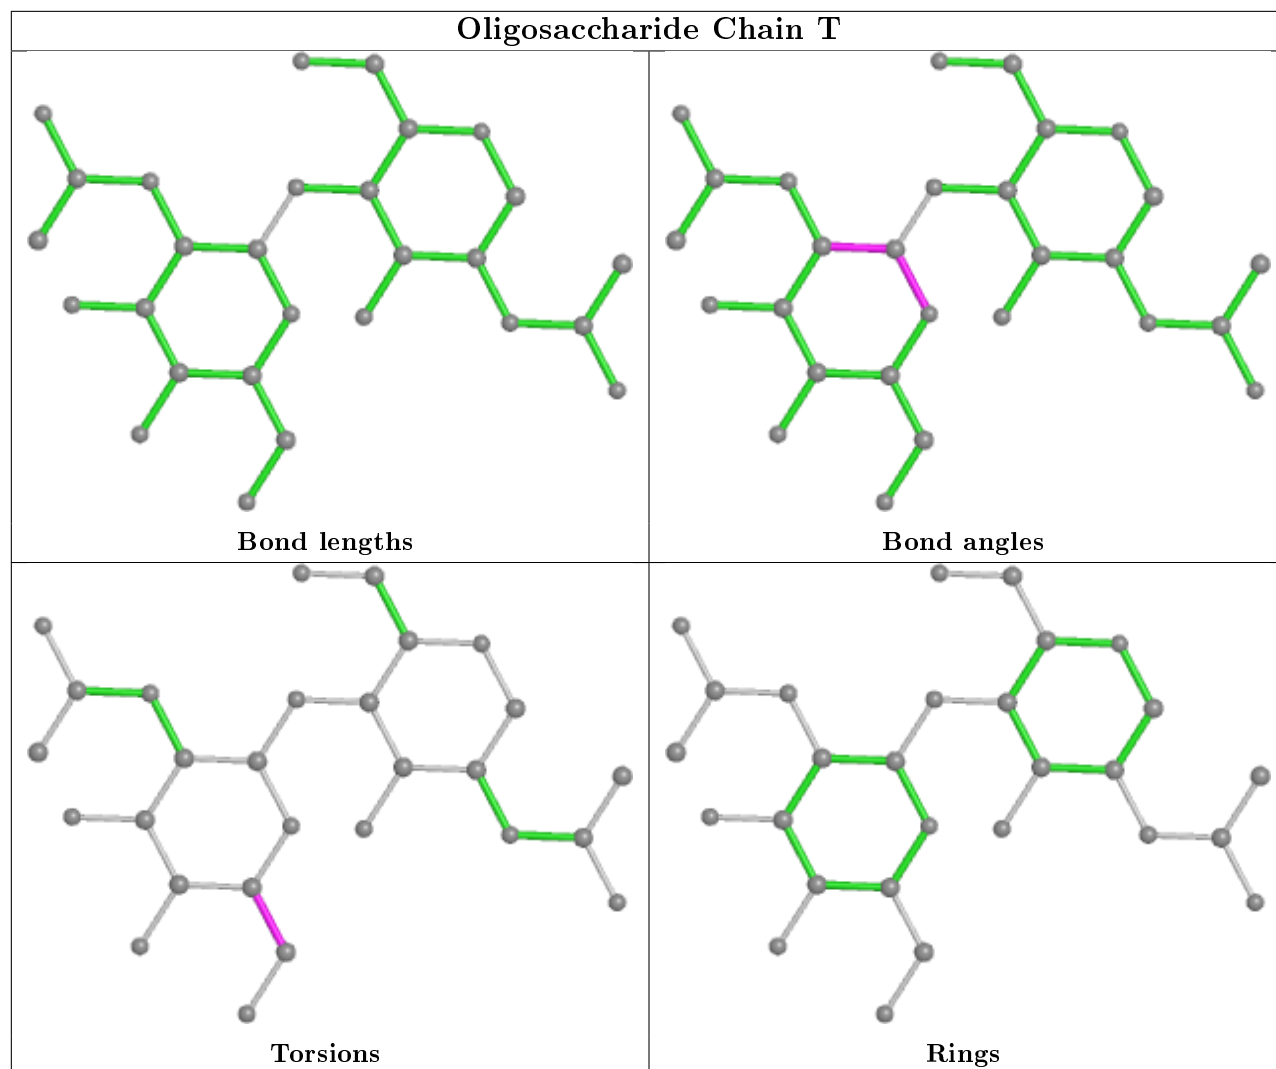 Oligosaccharide Chain T
Bond lengths
Bond angles
Torsions
Rings